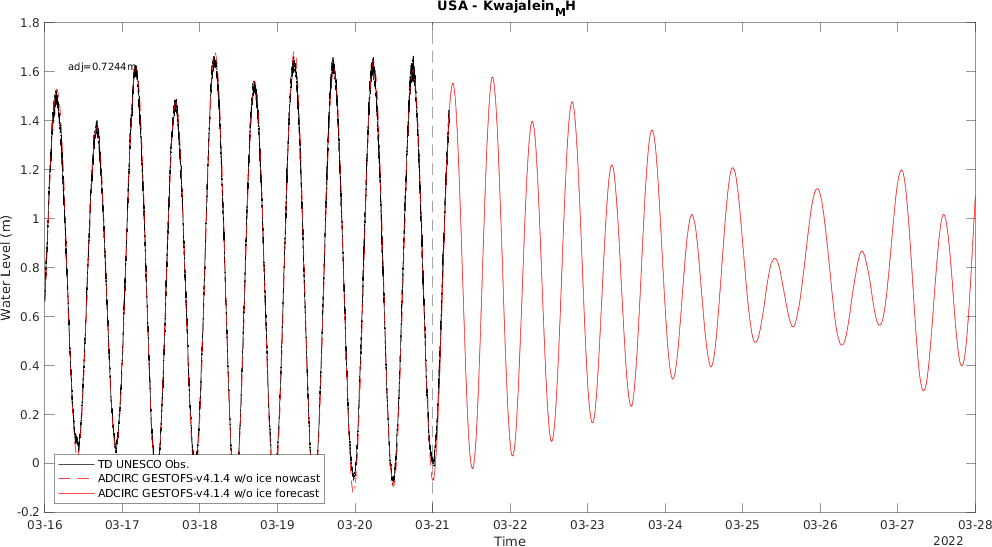 USA - Kwajalein_MH
adj=0.7244m
Water Level (m)
1.8
1.6
1.4
1.2
1
0.8
0.6
0.4
0.2
0
-0.2
TD UNESCO Obs.
ADCIRC GESTOFS-v4.1.4 w/o ice nowcast
ADCIRC GESTOFS-v4.1.4 w/o ice forecast
03-16 03-17 03-18 03-19 03-20 03-21 03-22 03-23 03-24 03-25 03-26 03-27 03-28
Time
2022